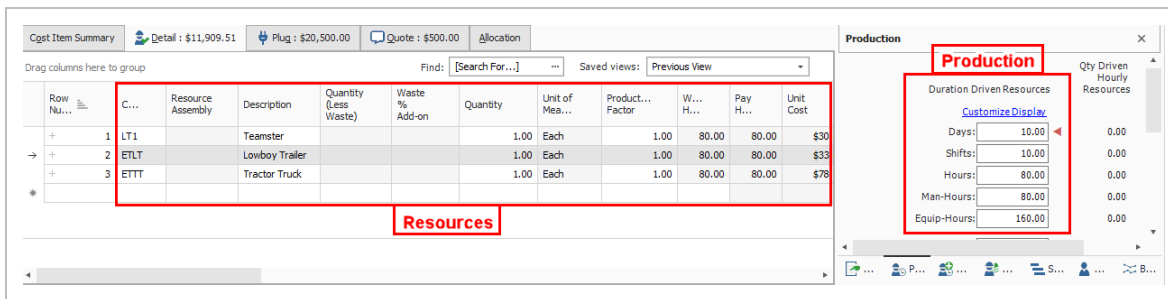 Cost Item Summary Detail : $11,909.51 Plug : $20,500.00 Quote : $500.00 Allocation
Drag columns here to group Find: [Search For...] ... Saved views: Previous View
Row Nu... C... Resource Assembly Description Quantity (Less Waste) Waste % Add-on Quantity Unit of Mea... Product... Factor W... H... Pay H... Unit Cost
1 LT1 Teamster 1.00 Each 1.00 80.00 80.00 $30
2 ETLT Lowboy Trailer 1.00 Each 1.00 80.00 80.00 $33
3 ETTT Tractor Truck 1.00 Each 1.00 80.00 80.00 $78
Resources
Production
Production
Duration Driven Resources
Qty Driven Hourly Resources
Customize Display
Days: 10.00 0.00
Shifts: 10.00 0.00
Hours: 80.00 0.00
Man-Hours: 80.00 0.00
Equip-Hours: 160.00 0.00
... P... ... ... S... ... B...